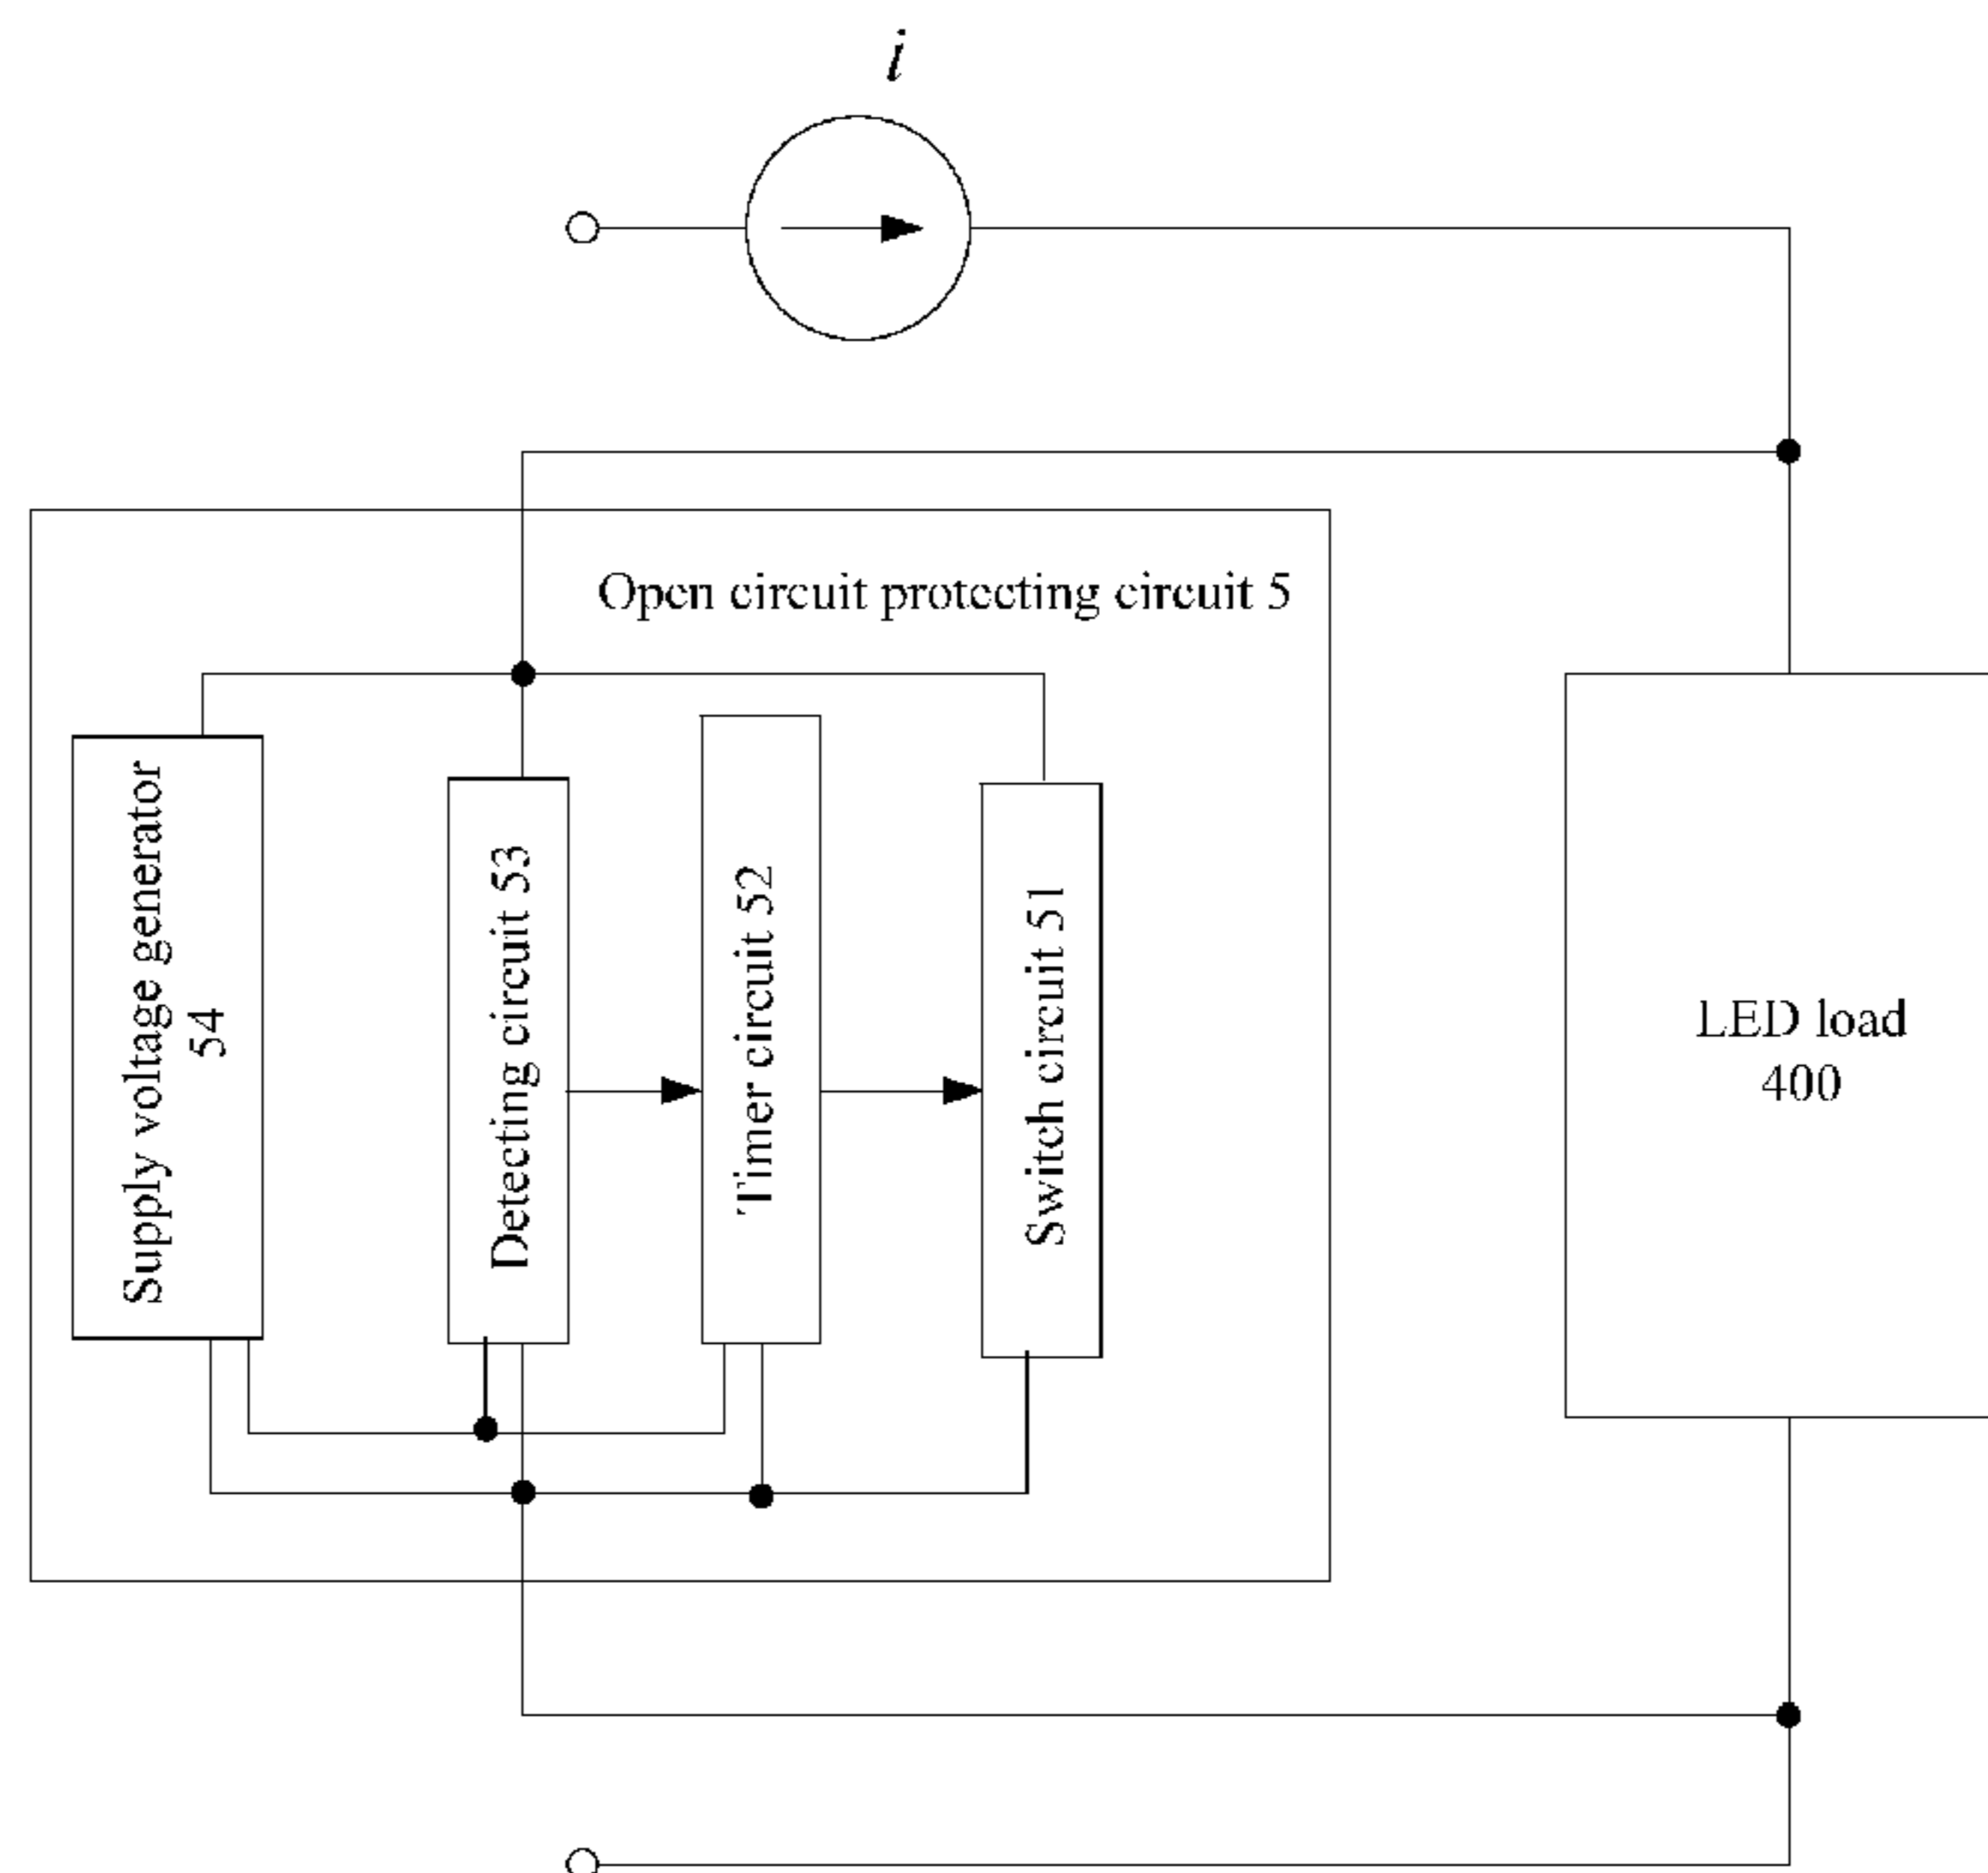 i
Open circuit protecting circuit 5
Supply voltage generator
54
Detecting circuit 53
Timer circuit 52
Switch circuit 51
LED load
400